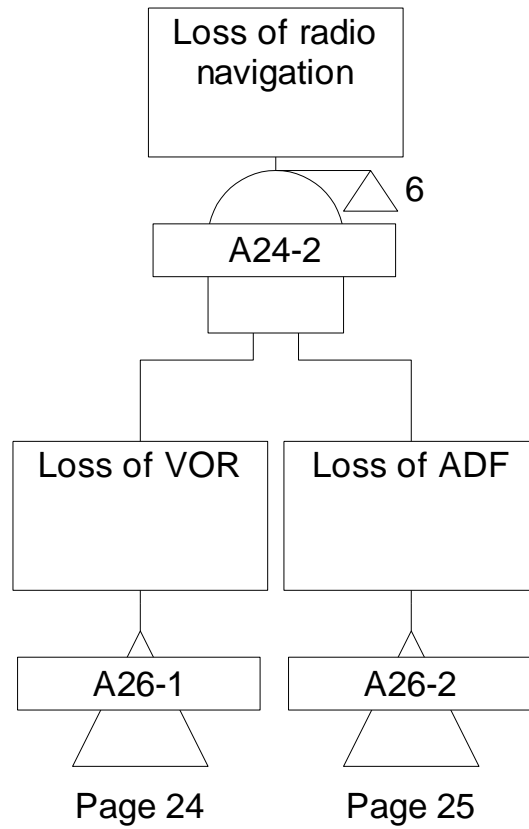 Loss of radio
navigation
6
A24-2
Loss of VOR
Loss of ADF
A26-1
A26-2
Page 24
Page 25